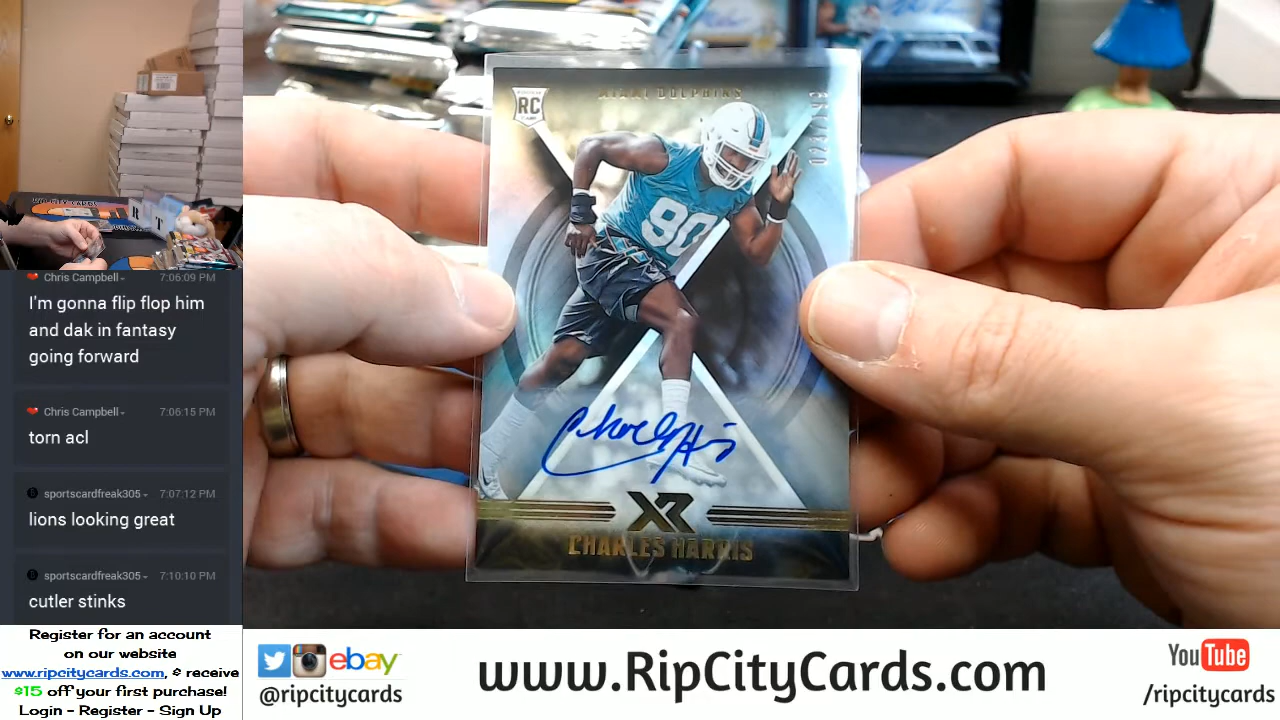 Chris Campbell
7:06:09 PM
I'm gonna flip flop him
and dak in fantasy
going forward
Chris Campbell
7:06:15 PM
torn acl
sportscardfreak305
7:07:12 PM
lions looking great
sportscardfreak305
7:10:10 PM
cutler stinks
Register for an account
on our website
www.ripcitycards.com, & receive
$15 off your first purchase!
Login - Register - Sign Up
RC
MIAMI DOLPHINS
90
XR
CHARLES HARRIS
ebay
@ripcitycards
www.RipCityCards.com
YouTube
/ripcitycards